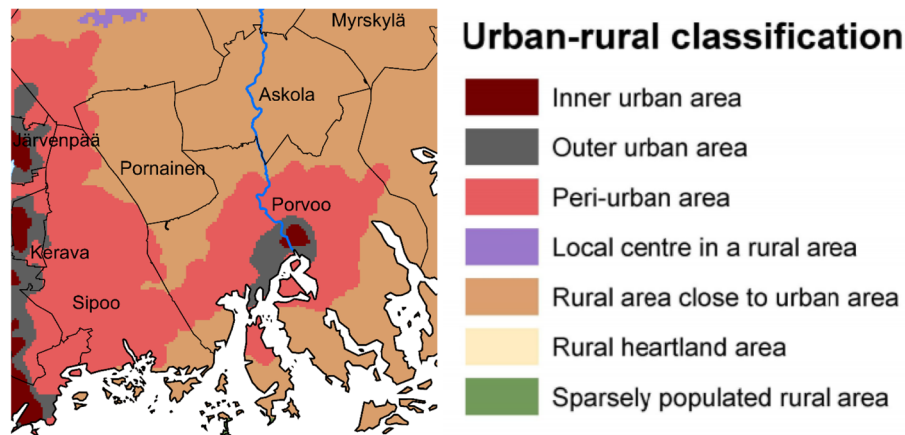 Myrskylä
Askola
Järvenpää
Pornainen
Porvoo
Kerava
Sipoo
Urban-rural classification
Inner urban area
Outer urban area
Peri-urban area
Local centre in a rural area
Rural area close to urban area
Rural heartland area
Sparsely populated rural area